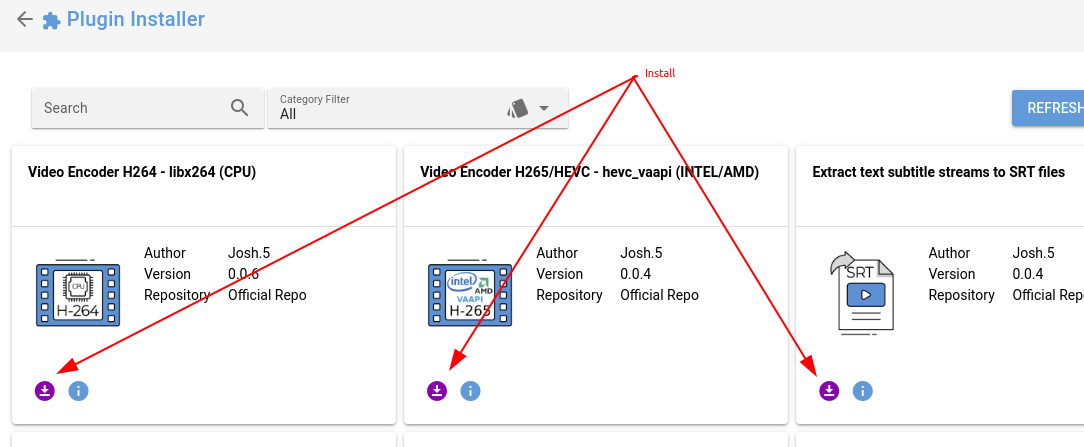 Plugin Installer
Install
Search
Category Filter
All
REFRESH
Video Encoder H264 - libx264 (CPU)
Author Josh.5
Version 0.0.6
Repository Official Repo
CPU
H-264
Video Encoder H265/HEVC - hevc_vaapi (INTEL/AMD)
Author Josh.5
Version 0.0.4
Repository Official Repo
intel
AMD
VAAPI
H-265
Extract text subtitle streams to SRT files
Author Josh.5
Version 0.0.4
Repository Official Repo
SRT